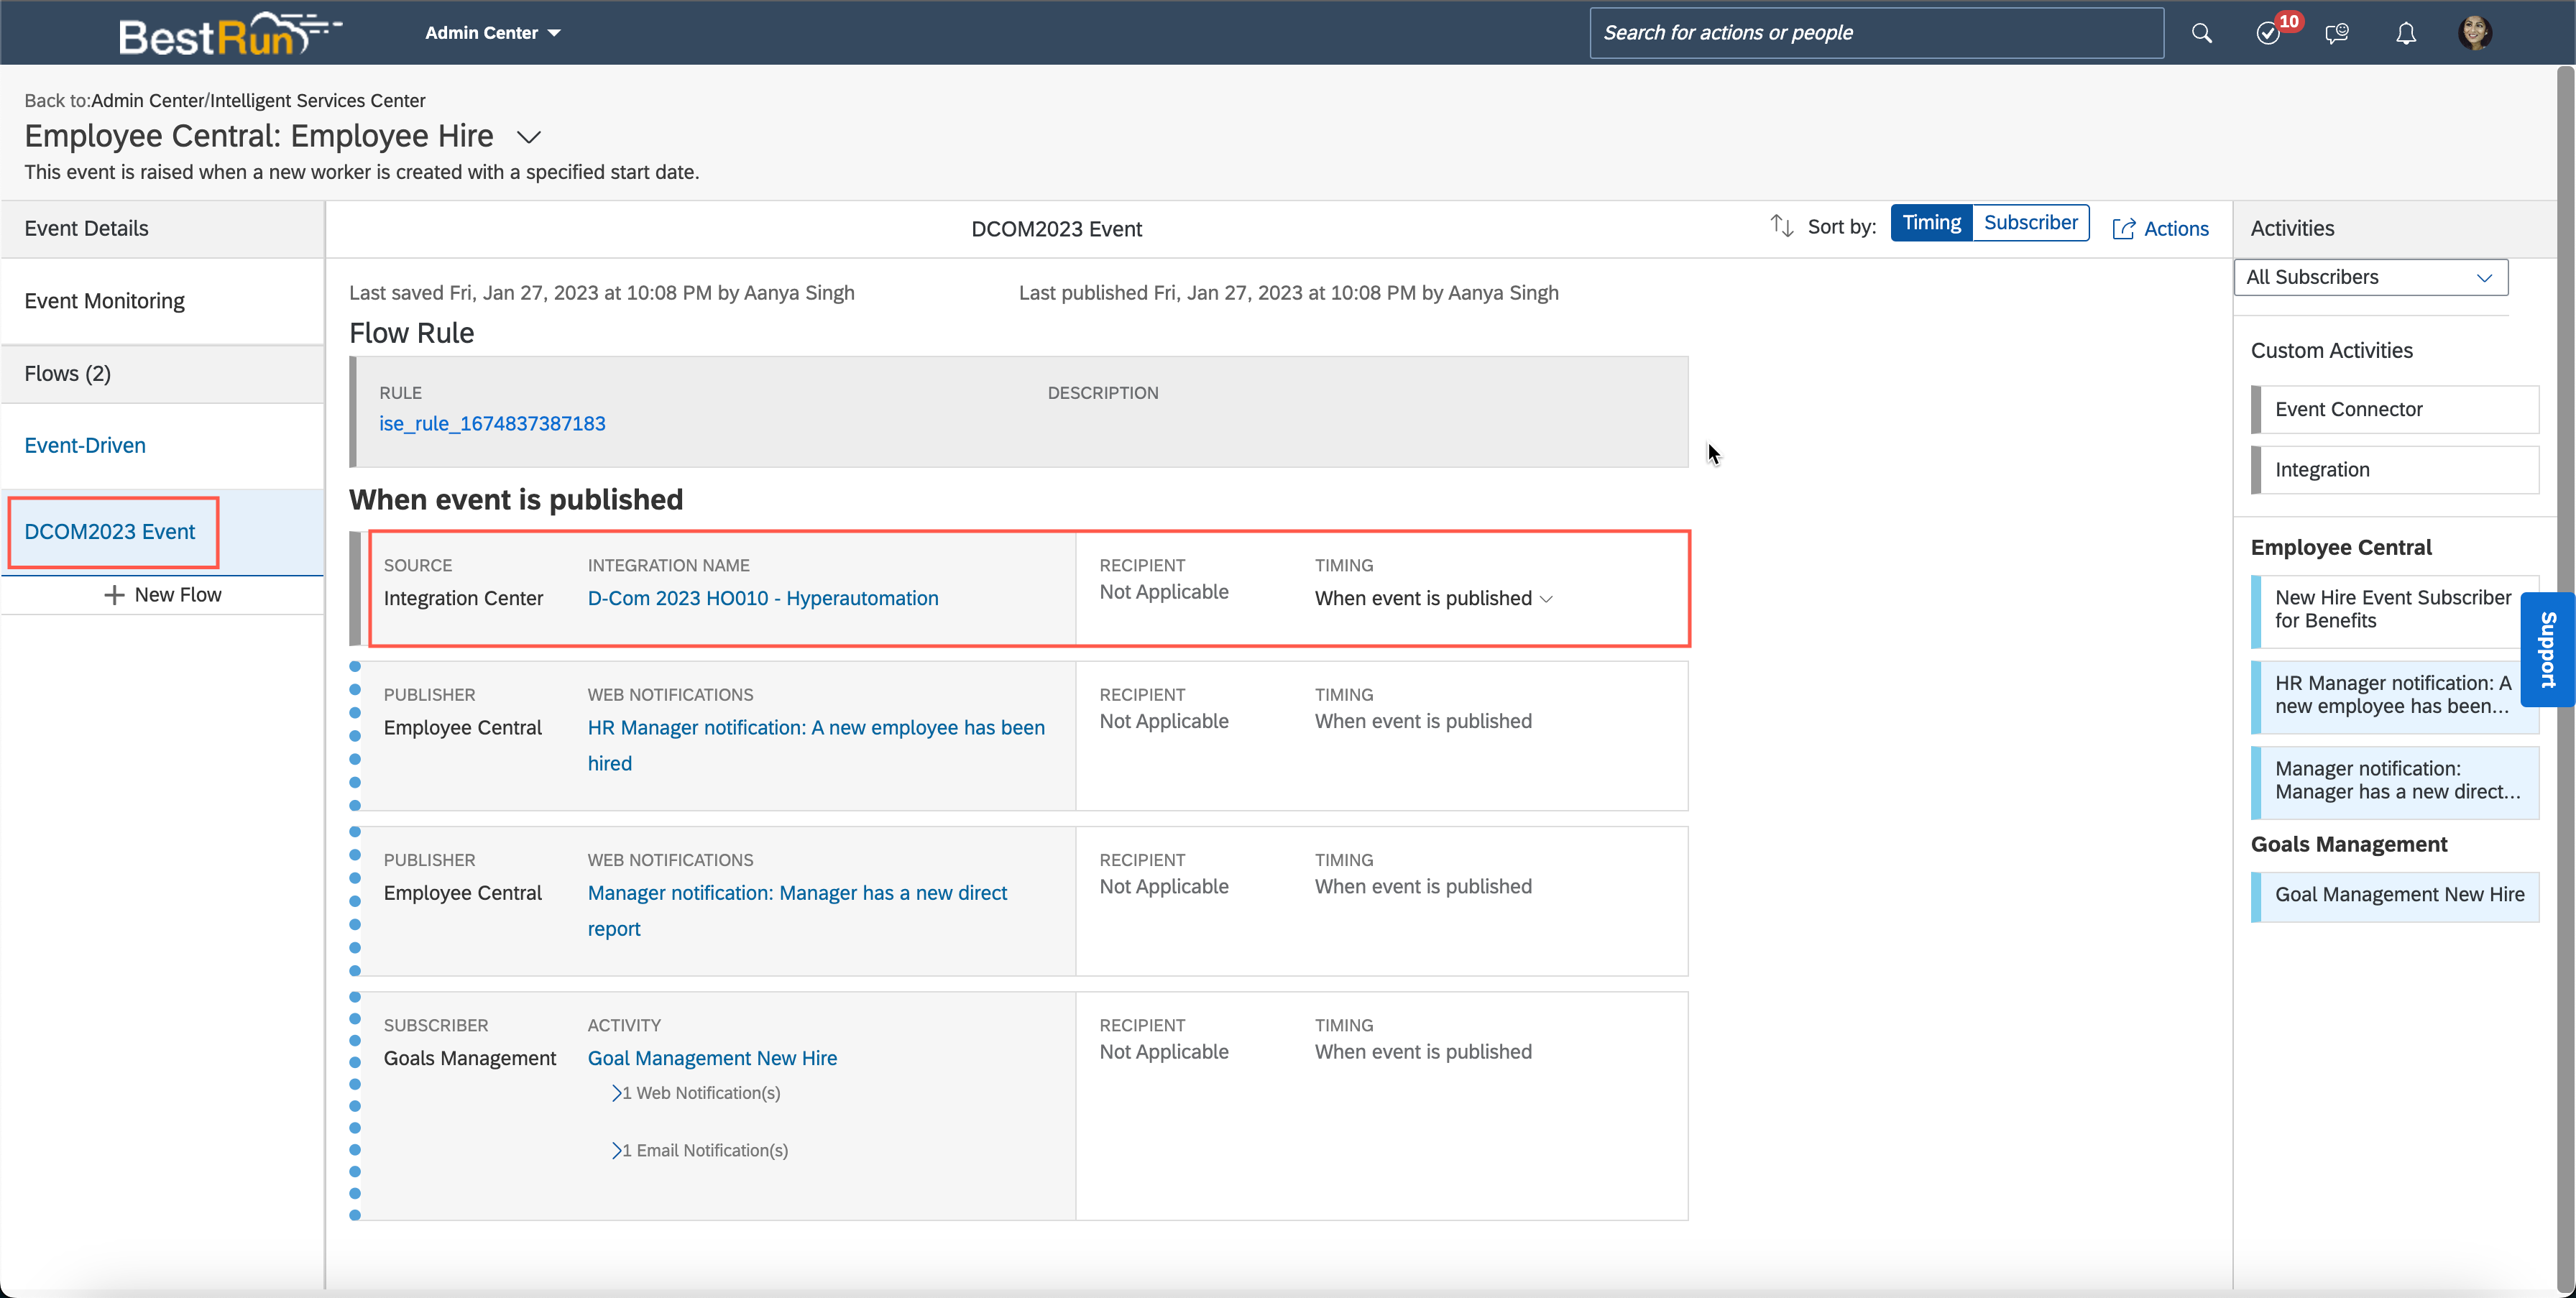 BestRun
Admin Center
Search for actions or people
10
Back to:Admin Center/Intelligent Services Center
Employee Central: Employee Hire
This event is raised when a new worker is created with a specified start date.
Event Details
Event Monitoring
Flows (2)
Event-Driven
DCOM2023 Event
New Flow
DCOM2023 Event
Sort by:
Timing
Subscriber
Actions
Last saved Fri, Jan 27, 2023 at 10:08 PM by Aanya Singh
Last published Fri, Jan 27, 2023 at 10:08 PM by Aanya Singh
Flow Rule
RULE
DESCRIPTION
ise_rule_1674837387183
When event is published
SOURCE
INTEGRATION NAME
RECIPIENT
TIMING
Integration Center
D-Com 2023 HO010 - Hyperautomation
Not Applicable
When event is published
PUBLISHER
WEB NOTIFICATIONS
RECIPIENT
TIMING
Employee Central
HR Manager notification: A new employee has been
hired
Not Applicable
When event is published
PUBLISHER
WEB NOTIFICATIONS
RECIPIENT
TIMING
Employee Central
Manager notification: Manager has a new direct
report
Not Applicable
When event is published
SUBSCRIBER
ACTIVITY
RECIPIENT
TIMING
Goals Management
Goal Management New Hire
Not Applicable
When event is published
1 Web Notification(s)
1 Email Notification(s)
Activities
All Subscribers
Custom Activities
Event Connector
Integration
Employee Central
New Hire Event Subscriber
for Benefits
HR Manager notification: A
new employee has been...
Manager notification:
Manager has a new direct...
Goals Management
Goal Management New Hire
Support